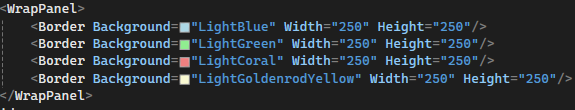 <WrapPanel>
<Border Background="LightBlue" Width="250" Height="250"/>
<Border Background="LightGreen" Width="250" Height="250"/>
<Border Background="LightCoral" Width="250" Height="250"/>
<Border Background="LightGoldenrodYellow" Width="250" Height="250"/>
</WrapPanel>